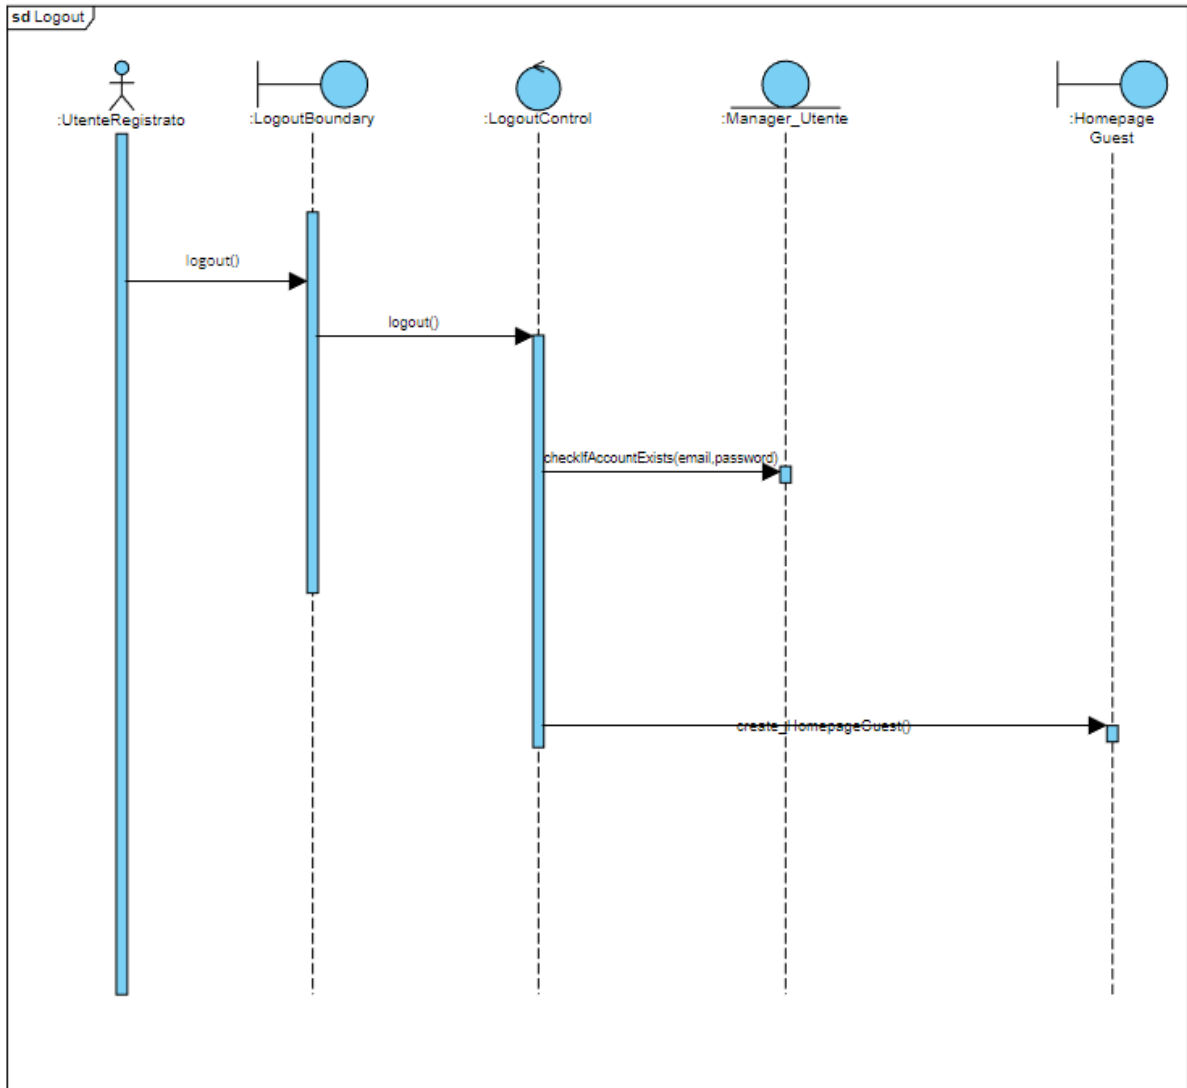 sd Logout
:UtenteRegistrato
:LogoutBoundary
:LogoutControl
:Manager_Utente
:Homepage
Guest
logout()
logout()
checkIfAccountExists(email,password)
create_HomepageGuest()